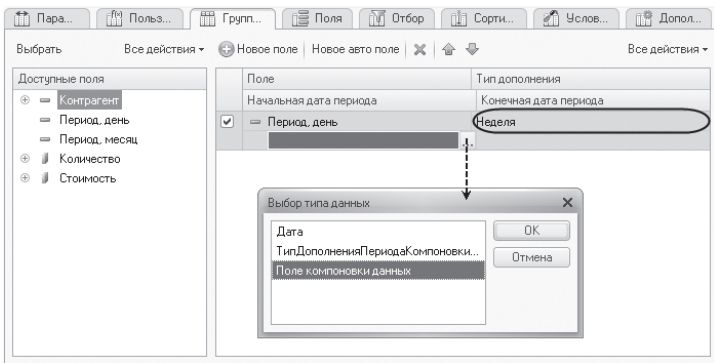 Пара... Польз... Групп... Поля Отбор Сорти... Услов... Допол...
Выбрать Все действия Новое поле Новое авто поле Все действия
Доступные поля
Контрагент
Период, день
Период, месяц
Количество
Стоимость
Поле Тип дополнения
Начальная дата периода Конечная дата периода
Период, день Неделя
...
Выбор типа данных
Дата
ТипДополненияПериодаКомпоновки...
Поле компоновки данных
OK
Отмена